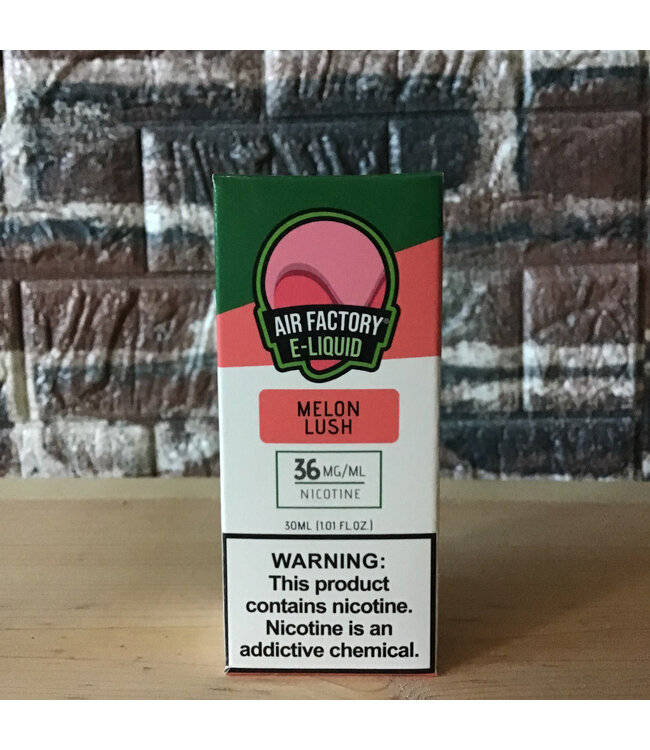 AIR FACTORY®
E-LIQUID
MELON
LUSH
36 MG/ML
NICOTINE
30ML (1.01 FL.OZ.)
WARNING:
This product
contains nicotine.
Nicotine is an
addictive chemical.